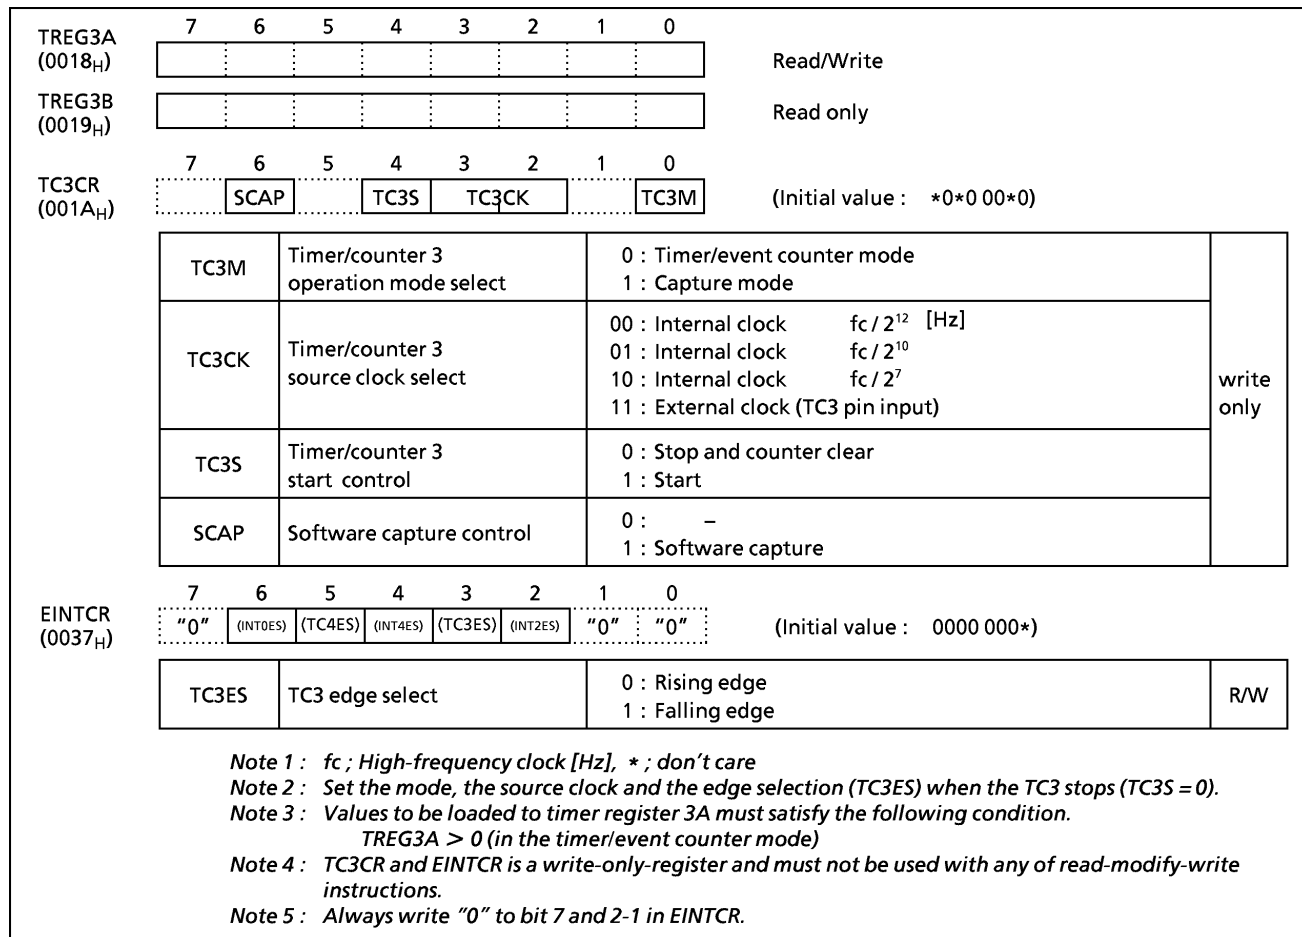 7 6 5 4 3 2 1 0
TREG3A
(0018H) Read/Write
TREG3B
(0019H) Read only
7 6 5 4 3 2 1 0
TC3CR
(001AH) SCAP TC3S TC3CK TC3M (Initial value : *0*0 00*0)
TC3M Timer/counter 3 operation mode select 0 : Timer/event counter mode
1 : Capture mode
TC3CK Timer/counter 3 source clock select 00 : Internal clock fc / 2¹² [Hz]
01 : Internal clock fc / 2¹⁰
10 : Internal clock fc / 2⁷
11 : External clock (TC3 pin input)
write only
TC3S Timer/counter 3 start control 0 : Stop and counter clear
1 : Start
SCAP Software capture control 0 : –
1 : Software capture
7 6 5 4 3 2 1 0
EINTCR
(0037H) "0" (INT0ES) (TC4ES) (INT4ES) (TC3ES) (INT2ES) "0" "0" (Initial value : 0000 000*)
TC3ES TC3 edge select 0 : Rising edge
1 : Falling edge
R/W
Note 1 : fc ; High-frequency clock [Hz], * ; don't care
Note 2 : Set the mode, the source clock and the edge selection (TC3ES) when the TC3 stops (TC3S = 0).
Note 3 : Values to be loaded to timer register 3A must satisfy the following condition.
TREG3A > 0 (in the timer/event counter mode)
Note 4 : TC3CR and EINTCR is a write-only-register and must not be used with any of read-modify-write
instructions.
Note 5 : Always write "0" to bit 7 and 2-1 in EINTCR.